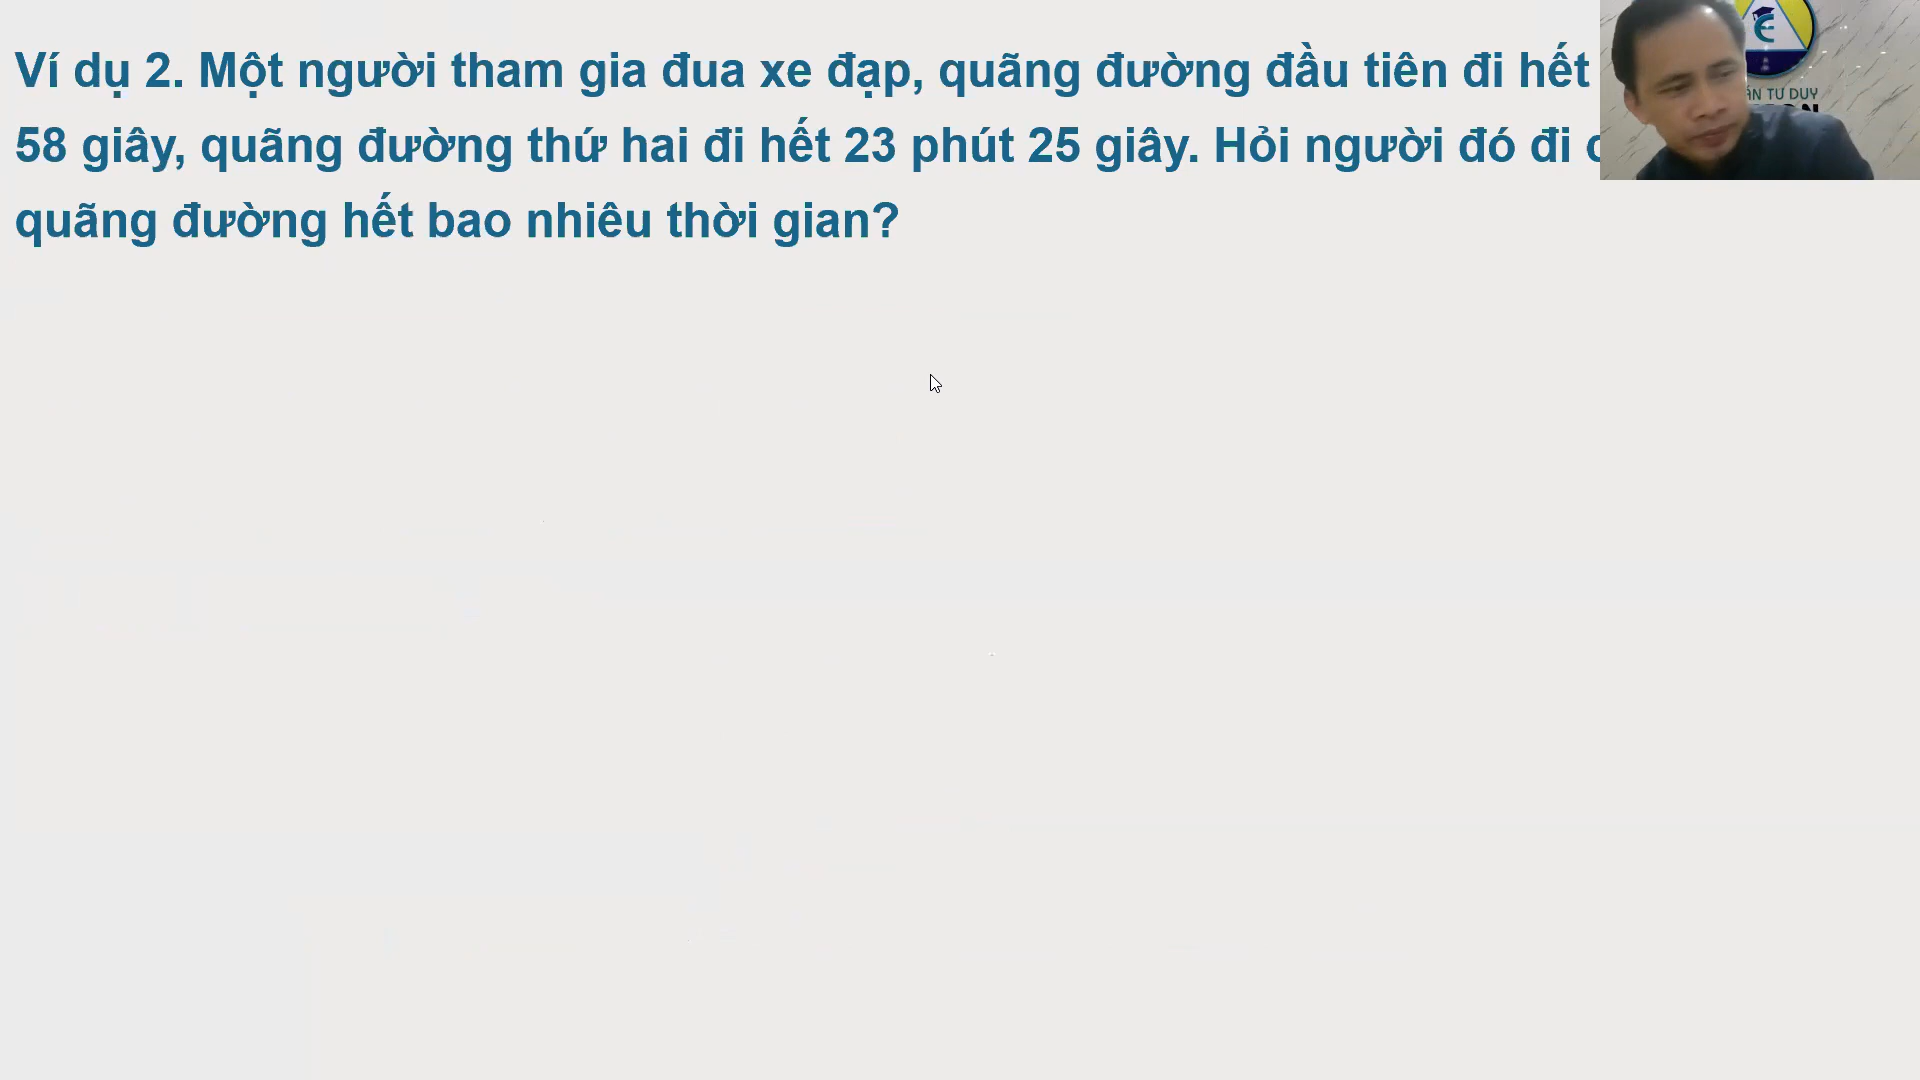 Ví dụ 2. Một người tham gia đua xe đạp, quãng đường đầu tiên đi hết
58 giây, quãng đường thứ hai đi hết 23 phút 25 giây. Hỏi người đó đi
quãng đường hết bao nhiêu thời gian?
TƯ DUY